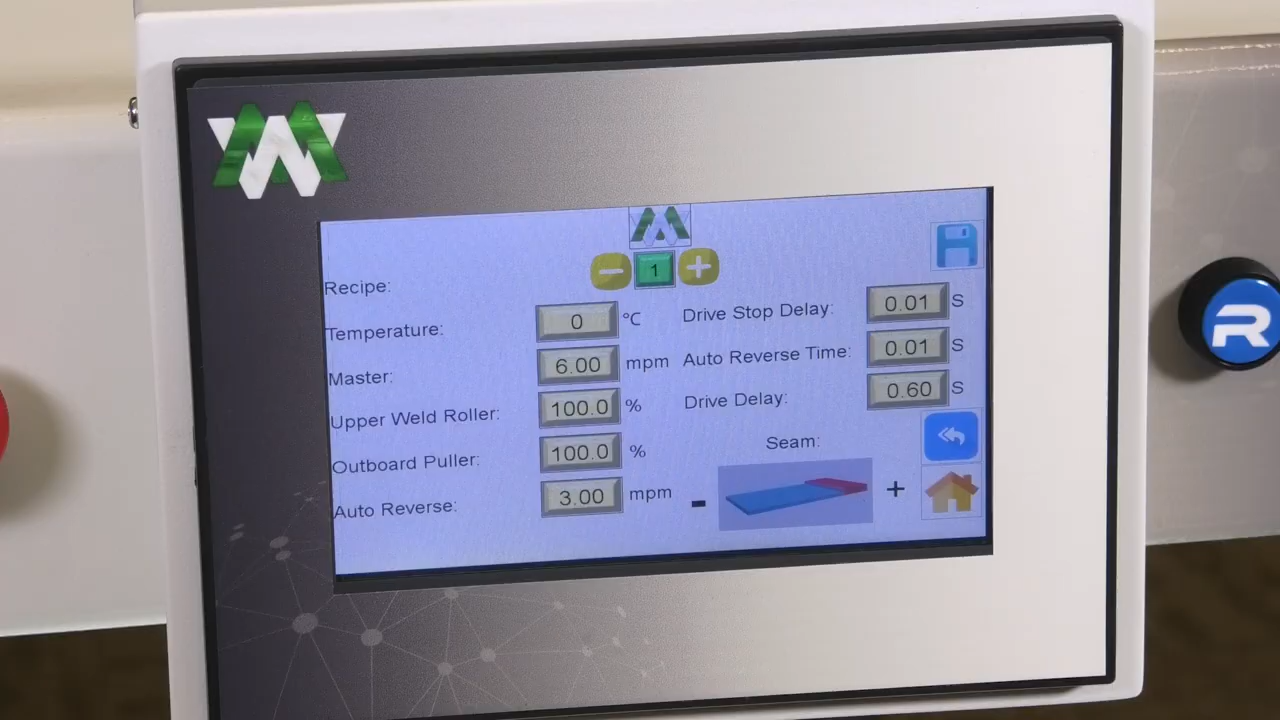 Recipe: − 1 +
Temperature: 0 °C
Master: 6.00 mpm
Upper Weld Roller: 100.0 %
Outboard Puller: 100.0 %
Auto Reverse: 3.00 mpm
Drive Stop Delay: 0.01 S
Auto Reverse Time: 0.01 S
Drive Delay: 0.60 S
Seam:
- +
R